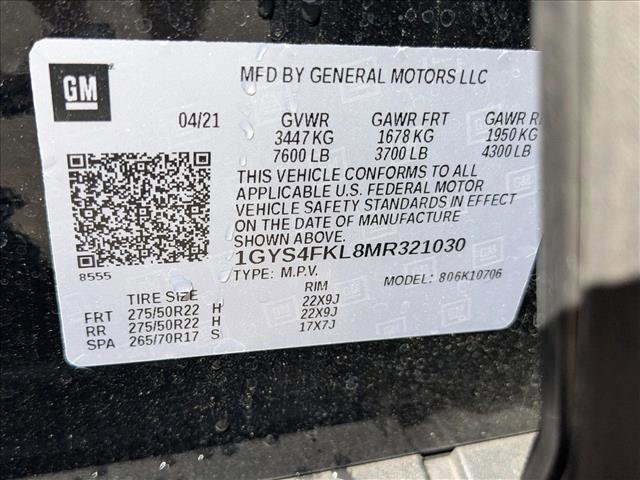 GM
MFD BY GENERAL MOTORS LLC
04/21 GVWR GAWR FRT GAWR
3447 KG 1678 KG 1950 KG
7600 LB 3700 LB 4300 LB
THIS VEHICLE CONFORMS TO ALL
APPLICABLE U.S. FEDERAL MOTOR
VEHICLE SAFETY STANDARDS IN EFFECT
ON THE DATE OF MANUFACTURE
SHOWN ABOVE.
8555
1GYS4FKL8MR321030
TYPE: M.P.V. MODEL: 806K10706
TIRE SIZE RIM
FRT 275/50R22 H 22X9J
RR 275/50R22 H 22X9J
SPA 265/70R17 S 17X7J